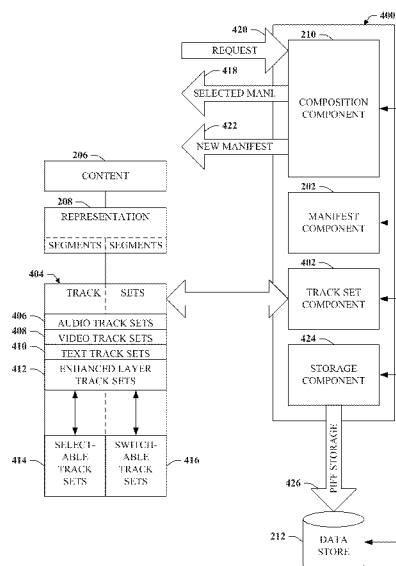 400
420
210
REQUEST
418
SELECTED MANI.
COMPOSITION
COMPONENT
422
NEW MANIFEST
206
CONTENT
208
REPRESENTATION
SEGMENTS SEGMENTS
202
MANIFEST
COMPONENT
404
TRACK SETS
402
TRACK SET
COMPONENT
406
AUDIO TRACK SETS
408
VIDEO TRACK SETS
410
TEXT TRACK SETS
412
ENHANCED LAYER
TRACK SETS
424
STORAGE
COMPONENT
414
SELECT-
ABLE
TRACK
SETS
SWITCH-
ABLE
TRACK
SETS
416
PIFF STORAGE
426
212
DATA
STORE